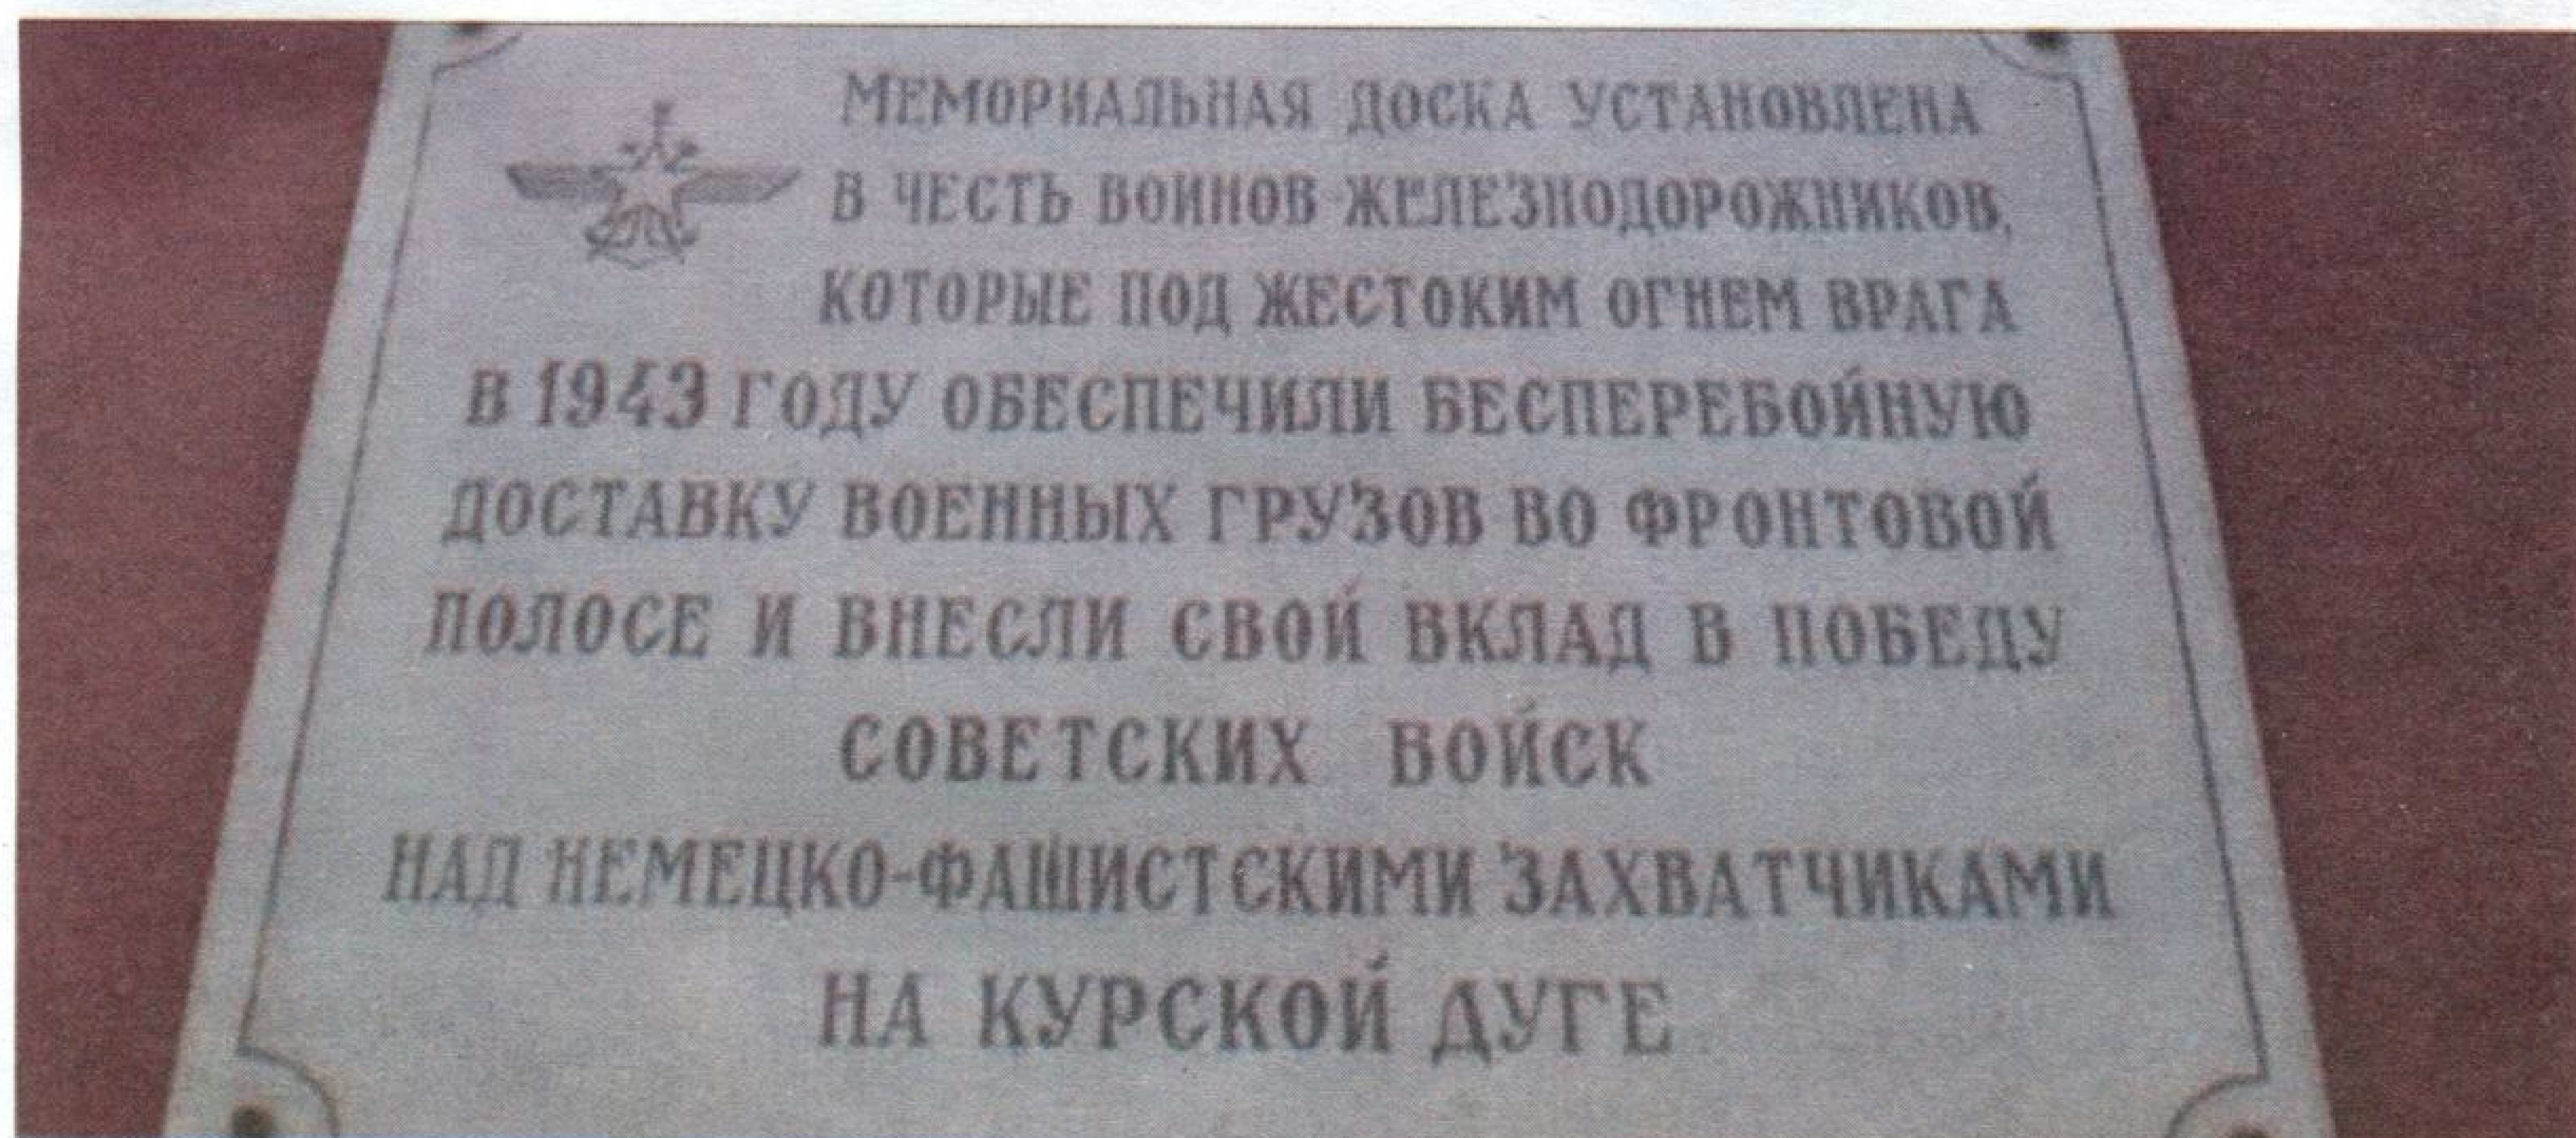 МЕМОРИАЛЬНАЯ ДОСКА УСТАНОВЛЕНА
В ЧЕСТЬ ВОИНОВ ЖЕЛЕЗНОДОРОЖНИКОВ,
КОТОРЫЕ ПОД ЖЕСТОКИМ ОГНЕМ ВРАГА
В 1943 ГОДУ ОБЕСПЕЧИЛИ БЕСПЕРЕБОЙНУЮ
ДОСТАВКУ ВОЕННЫХ ГРУЗОВ ВО ФРОНТОВОЙ
ПОЛОСЕ И ВНЕСЛИ СВОЙ ВКЛАД В ПОБЕДУ
СОВЕТСКИХ ВОЙСК
НАД НЕМЕЦКО-ФАШИСТСКИМИ ЗАХВАТЧИКАМИ
НА КУРСКОЙ ДУГЕ